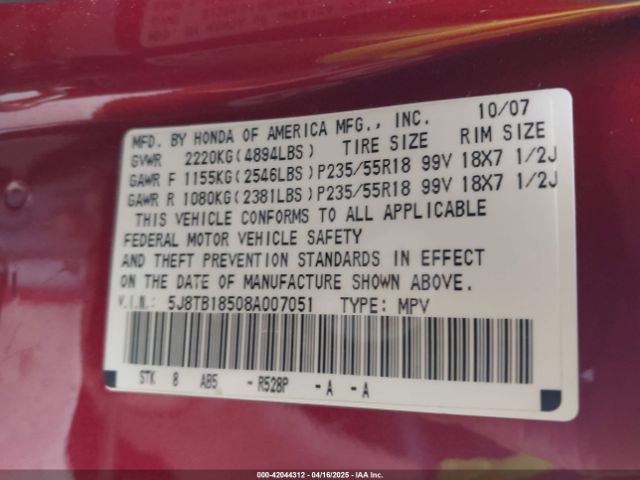 MFD. BY HONDA OF AMERICA MFG., INC. 10/07
GVWR 2220KG(4894LBS) TIRE SIZE RIM SIZE
GAWR F 1155KG(2546LBS)P235/55R18 99V 18X7 1/2J
GAWR R 1080KG(2381LBS)P235/55R18 99V 18X7 1/2J
THIS VEHICLE CONFORMS TO ALL APPLICABLE
FEDERAL MOTOR VEHICLE SAFETY
AND THEFT PREVENTION STANDARDS IN EFFECT
ON THE DATE OF MANUFACTURE SHOWN ABOVE.
V.I.N.: 5J8TB18508A007051 TYPE: MPV
STK 8 AB5 -R528P -A -A
000-42044312 | 04/16/2025 | IAA Inc.